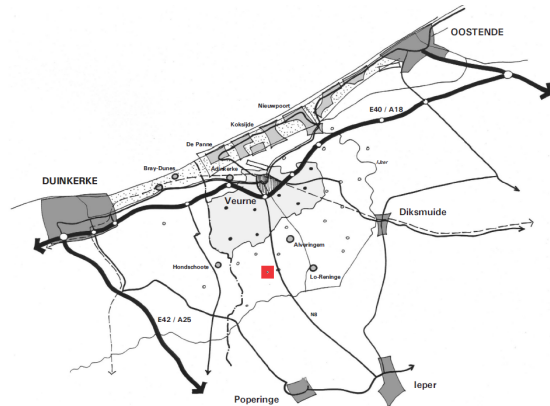 OOSTENDE
Nieuwpoort
E40 / A18
Koksijde
De Panne
IJzer
Bray-Dunes
Adinkerke
DUINKERKE
Veurne
Diksmuide
Alveringem
Hondschoote
Lo-Reninge
N8
E42 / A25
Ieper
Poperinge